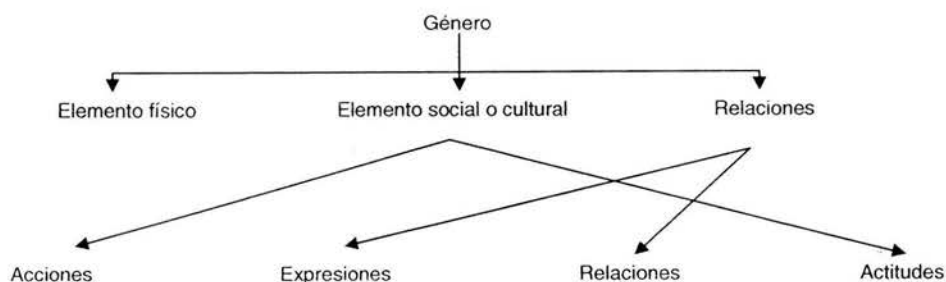 Género
Elemento físico Elemento social o cultural Relaciones
Acciones Expresiones Relaciones Actitudes